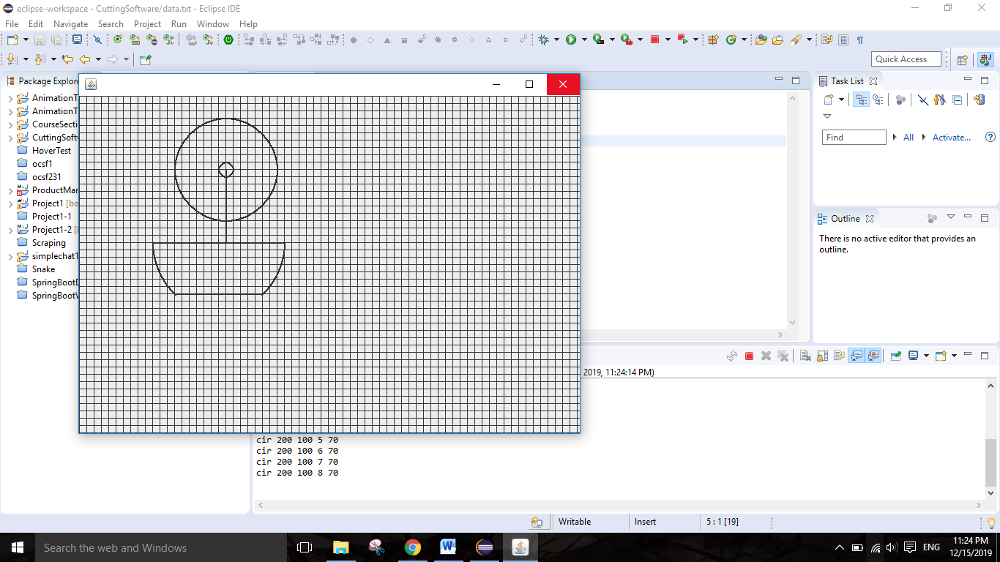 eclipse-workspace - CuttingSoftware/data.txt - Eclipse IDE
File Edit Navigate Search Project Run Window Help
Quick Access
Package Explore
AnimationT
AnimationT
CourseSecti
CuttingSoftw
HoverTest
ocsf1
ocsf231
ProductMar
Project1 [bo
Project1-1
Project1-2 [
Scraping
simplechat1
Snake
SpringBootD
SpringBootW
Task List
Find All Activate...
Outline
There is no active editor that provides an
outline.
2019, 11:24:14 PM)
cir 200 100 5 70
cir 200 100 6 70
cir 200 100 7 70
cir 200 100 8 70
Writable Insert 5 : 1 [19]
Search the web and Windows
ENG
11:24 PM
12/15/2019